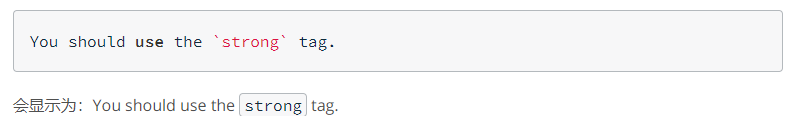 You should use the `strong` tag.
会显示为：You should use the strong tag.